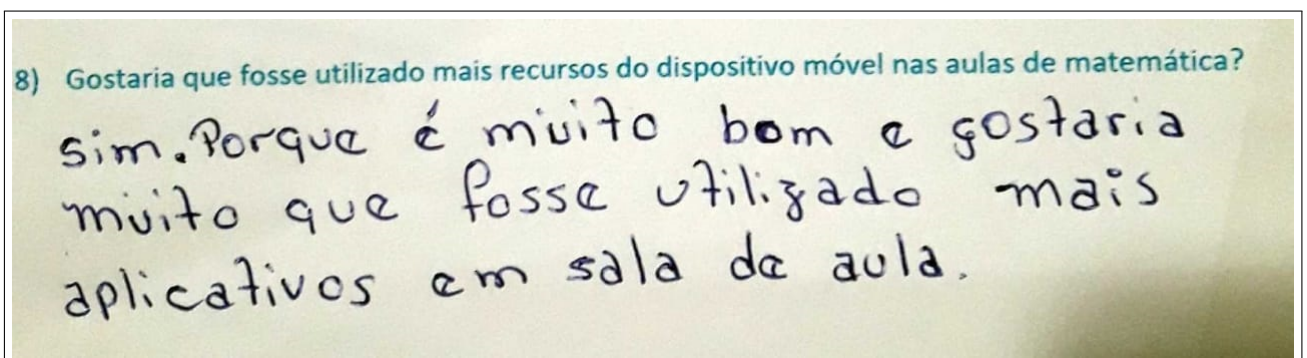 8) Gostaria que fosse utilizado mais recursos do dispositivo móvel nas aulas de matemática?
sim. Porque é muito bom e gostaria
muito que fosse utilizado mais
aplicativos em sala de aula.